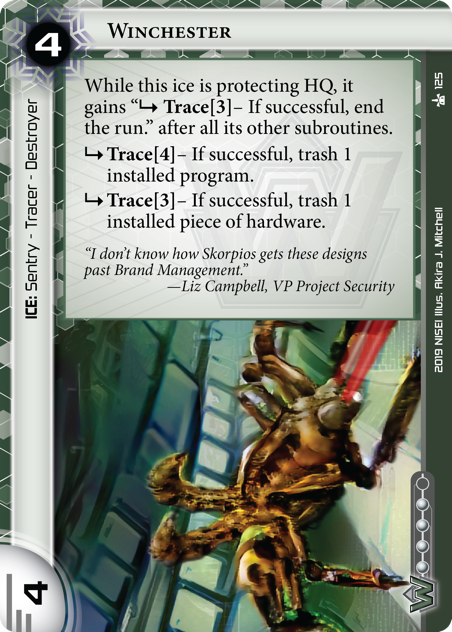 4
Winchester
While this ice is protecting HQ, it
gains “↳ Trace[3]– If successful, end
the run.” after all its other subroutines.
↳ Trace[4]– If successful, trash 1
installed program.
↳ Trace[3]– If successful, trash 1
installed piece of hardware.
“I don’t know how Skorpios gets these designs
past Brand Management.”
—Liz Campbell, VP Project Security
ICE: Sentry - Tracer - Destroyer
125
2019 NISEI Illus. Akira J. Mitchell
4